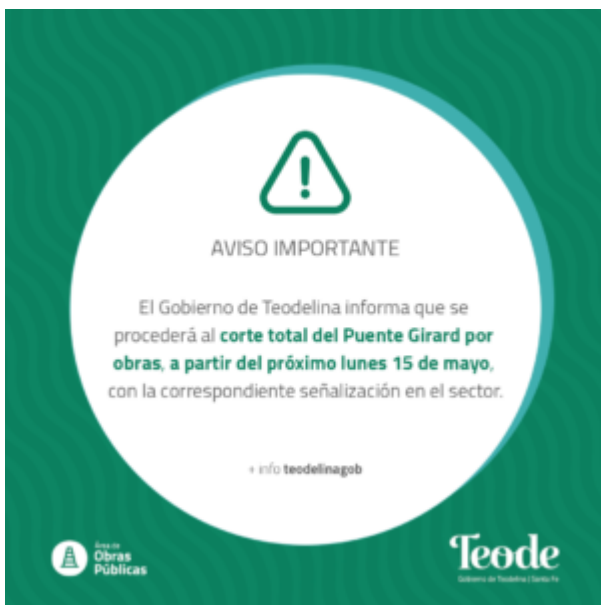 AVISO IMPORTANTE
El Gobierno de Teodelina informa que se
procederá al corte total del Puente Girard por
obras, a partir del próximo lunes 15 de mayo,
con la correspondiente señalización en el sector.
+ info teodelinagob
Área de
Obras
Públicas
Teode
Gobierno de Teodelina | Santa Fe